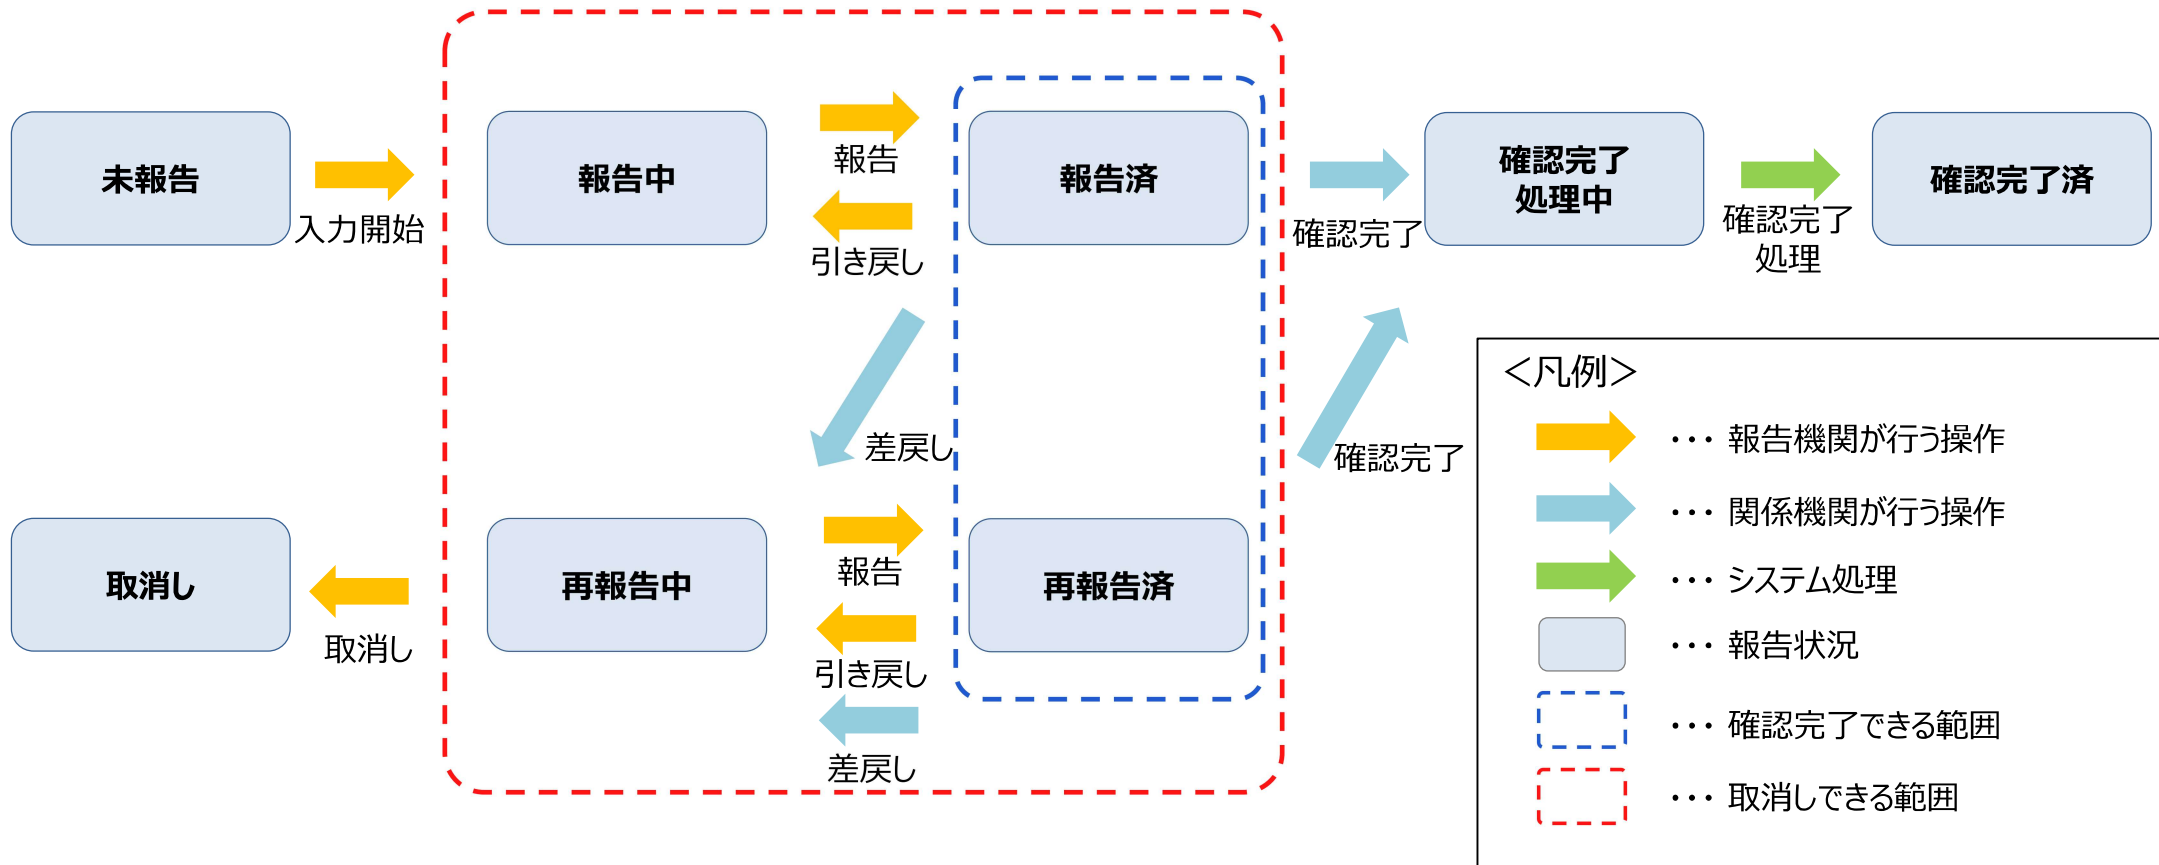 未報告
入力開始
報告中
報告
引き戻し
報告済
確認完了
確認完了
処理中
確認完了
処理
確認完了済
差戻し
確認完了
取消し
取消し
再報告中
報告
引き戻し
差戻し
再報告済
＜凡例＞
・・・ 報告機関が行う操作
・・・ 関係機関が行う操作
・・・ システム処理
・・・ 報告状況
・・・ 確認完了できる範囲
・・・ 取消しできる範囲